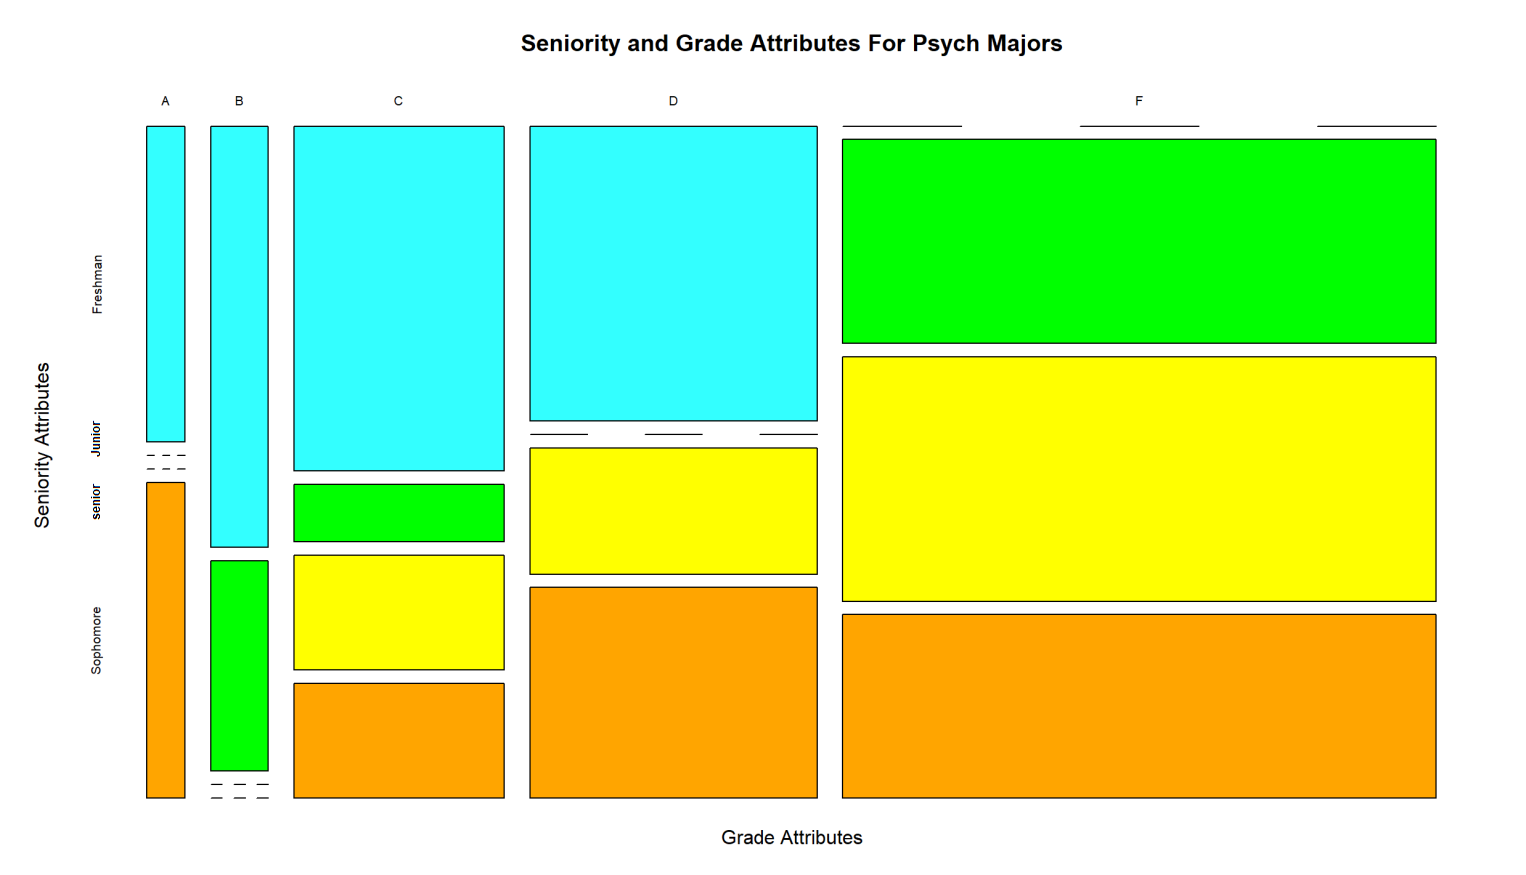 Seniority and Grade Attributes For Psych Majors
A B C D F
Freshman
Junior
senior
Sophomore
Seniority Attributes
Grade Attributes